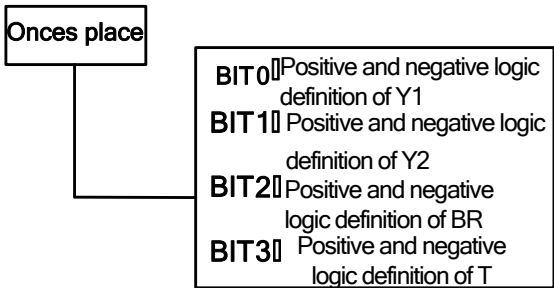 Onces place
BIT0▯Positive and negative logic
definition of Y1
BIT1▯ Positive and negative logic
definition of Y2
BIT2▯Positive and negative
logic definition of BR
BIT3▯ Positive and negative
logic definition of T